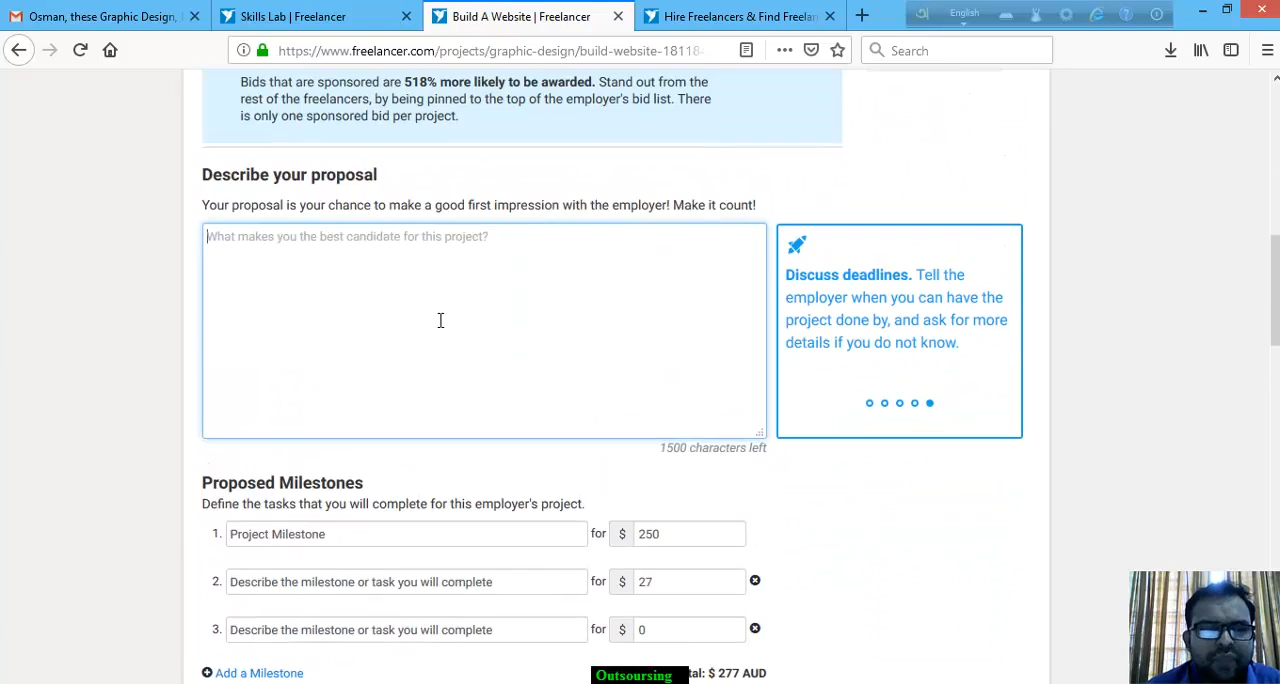 Osman, these Graphic Design,
Skills Lab | Freelancer
Build A Website | Freelancer
Hire Freelancers & Find Freelan
English
https://www.freelancer.com/projects/graphic-design/build-website-18118
Search
Bids that are sponsored are 518% more likely to be awarded. Stand out from the
rest of the freelancers, by being pinned to the top of the employer's bid list. There
is only one sponsored bid per project.
Describe your proposal
Your proposal is your chance to make a good first impression with the employer! Make it count!
What makes you the best candidate for this project?
Discuss deadlines. Tell the
employer when you can have the
project done by, and ask for more
details if you do not know.
1500 characters left
Proposed Milestones
Define the tasks that you will complete for this employer's project.
1. Project Milestone for $ 250
2. Describe the milestone or task you will complete for $ 27
3. Describe the milestone or task you will complete for $ 0
Add a Milestone
Outsoursing
tal: $ 277 AUD